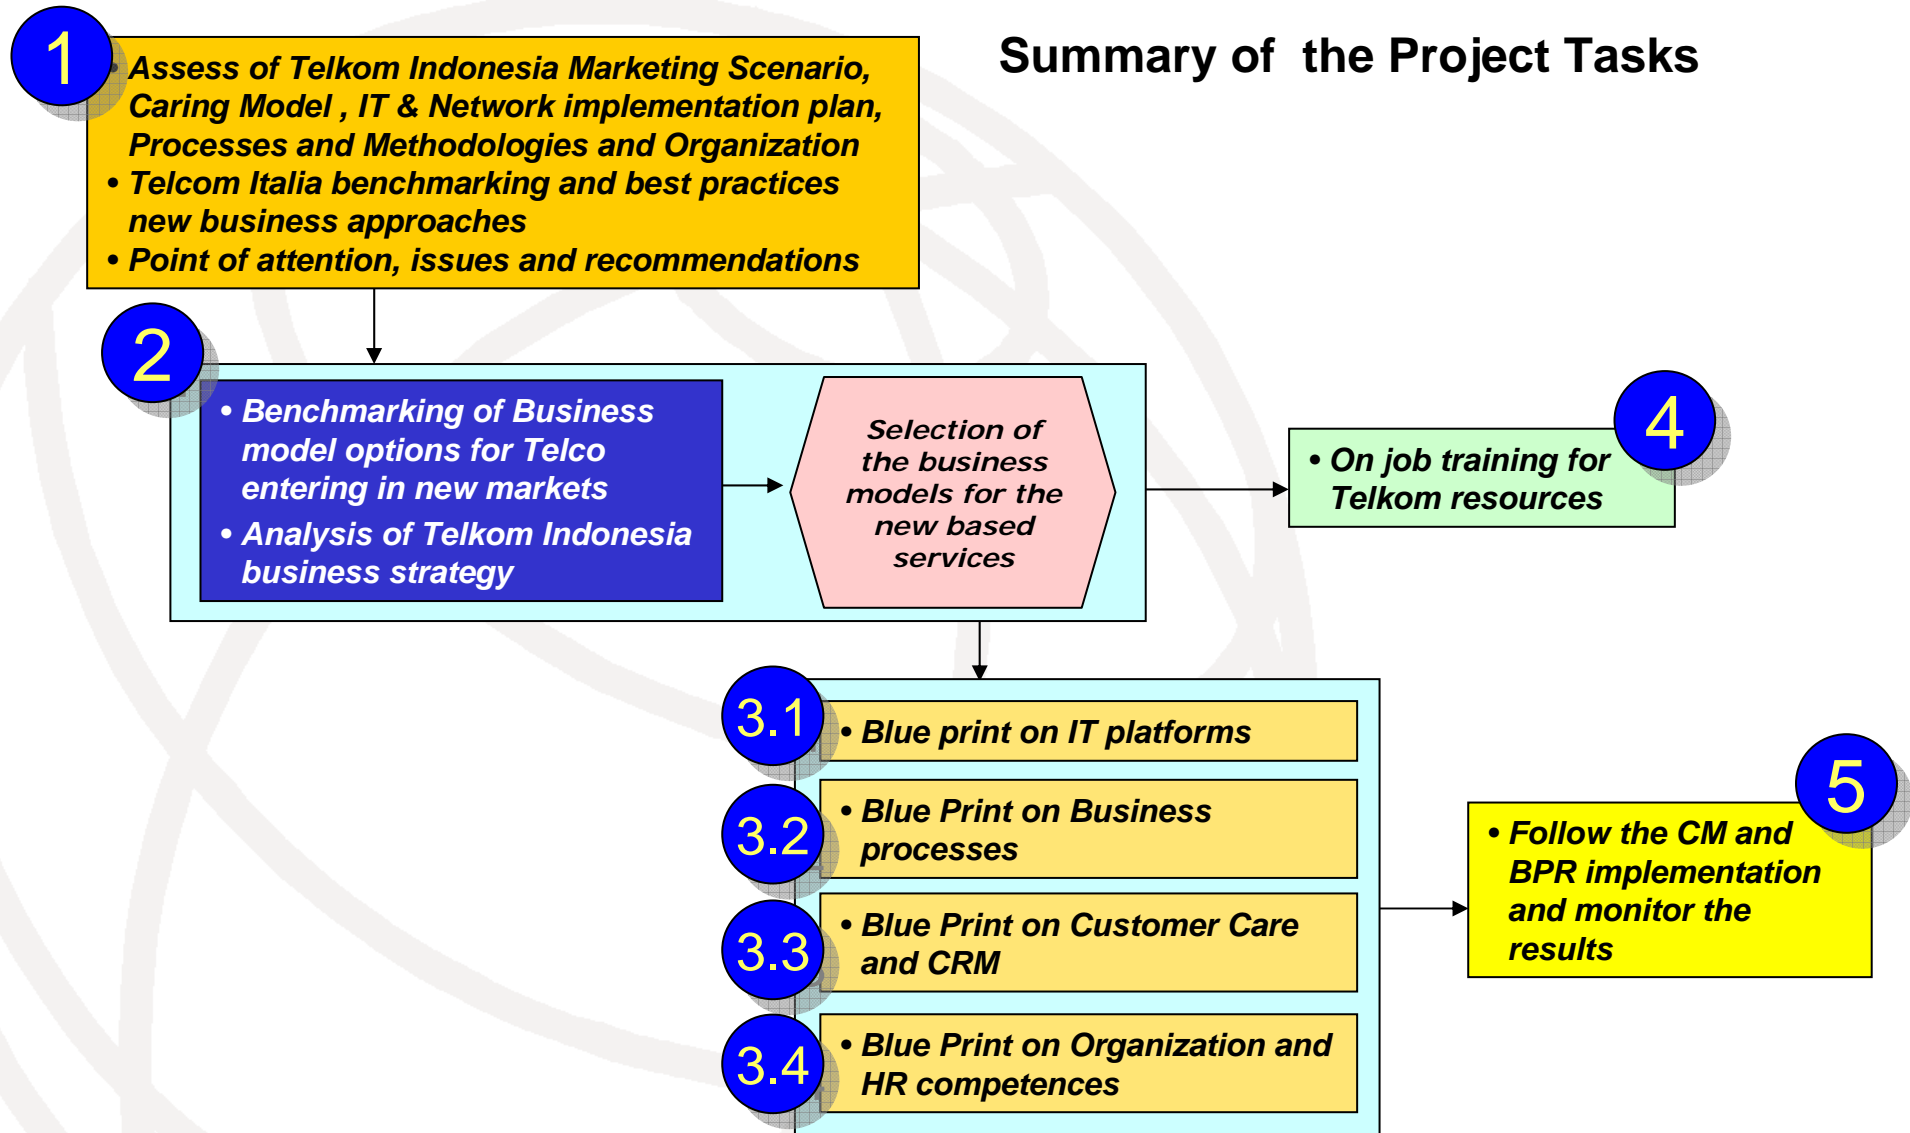 Summary of  the Project Tasks
1
• Assess of Telkom Indonesia Marketing Scenario,
Caring Model , IT & Network implementation plan,
Processes and Methodologies and Organization
• Telcom Italia benchmarking and best practices
new business approaches
• Point of attention, issues and recommendations
2
• Benchmarking of Business
model options for Telco
entering in new markets
• Analysis of Telkom Indonesia
business strategy
Selection of
the business
models for the
new based
services
4
• On job training for
Telkom resources
3.1
• Blue print on IT platforms
3.2
• Blue Print on Business
processes
3.3
• Blue Print on Customer Care
and CRM
3.4
• Blue Print on Organization and
HR competences
5
• Follow the CM and
BPR implementation
and monitor the
results